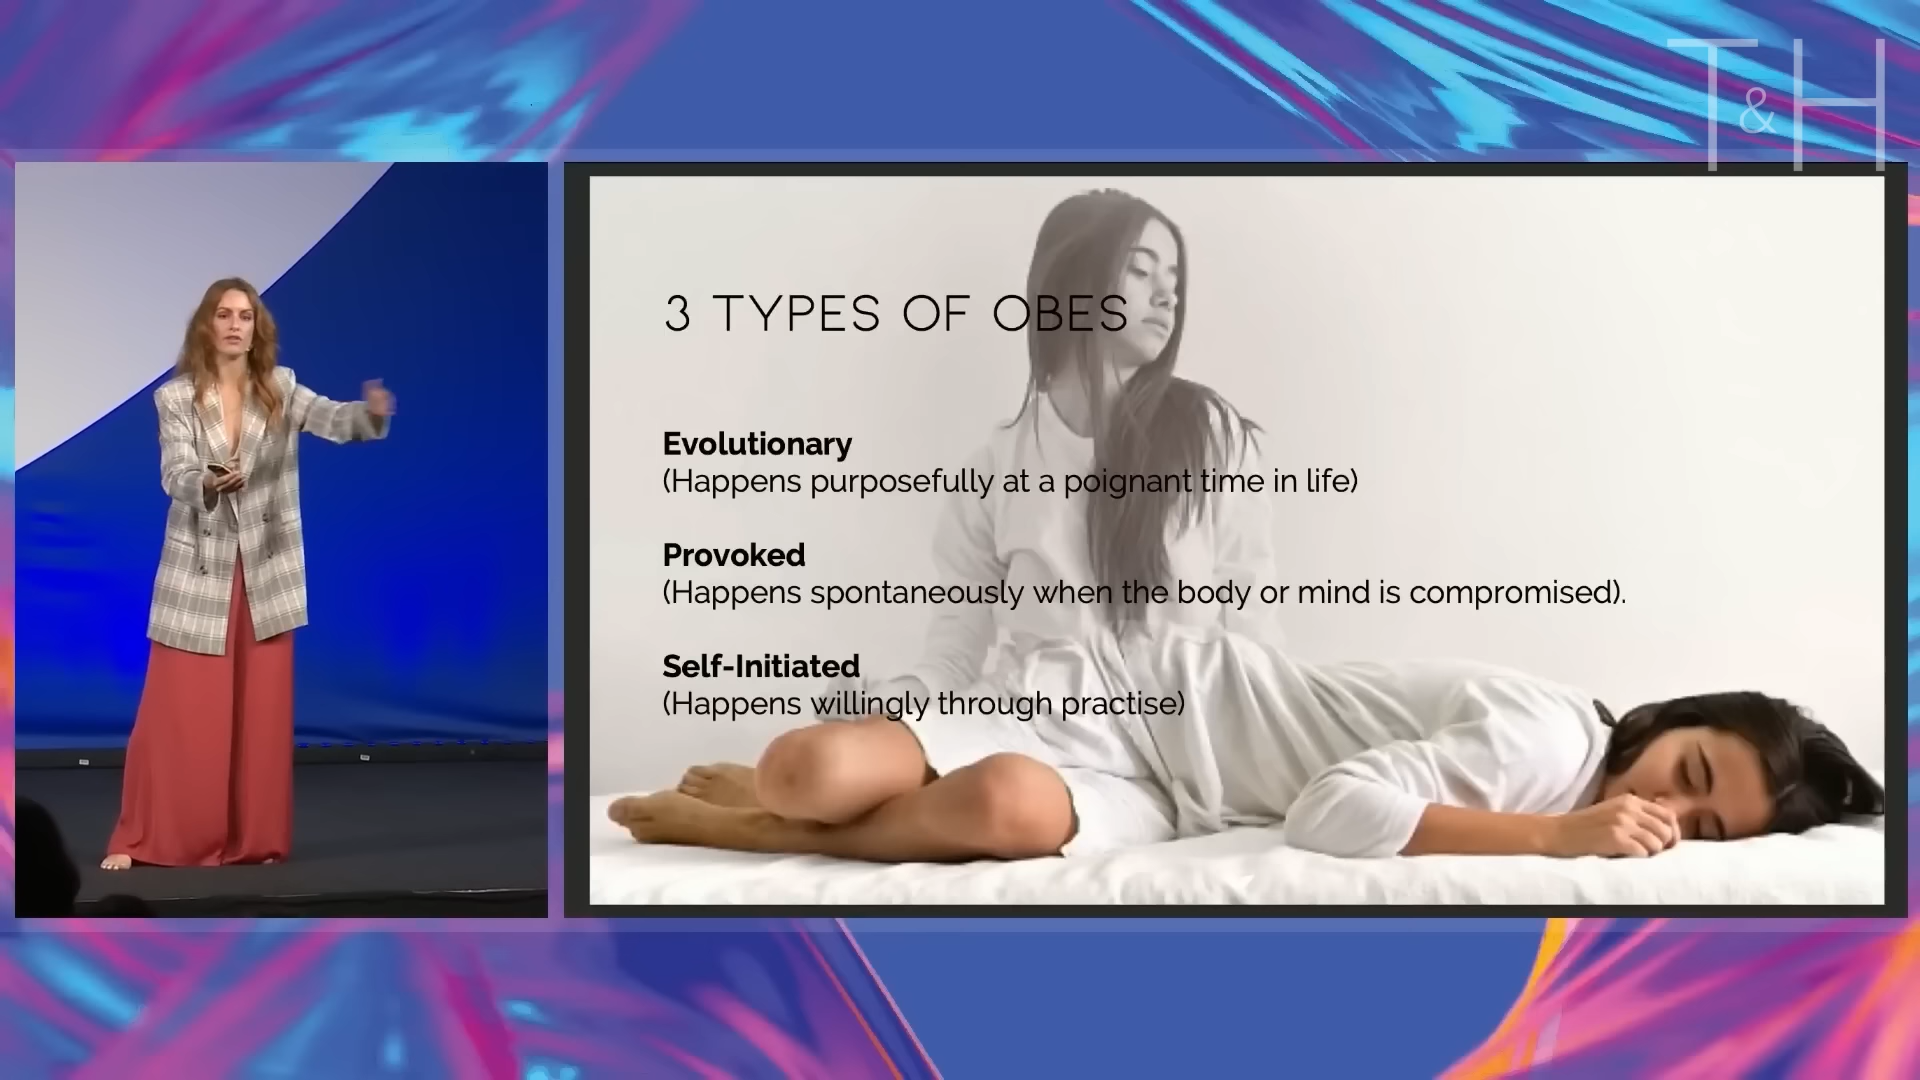 T&H
3 TYPES OF OBES
Evolutionary
(Happens purposefully at a poignant time in life)
Provoked
(Happens spontaneously when the body or mind is compromised).
Self-Initiated
(Happens willingly through practise)